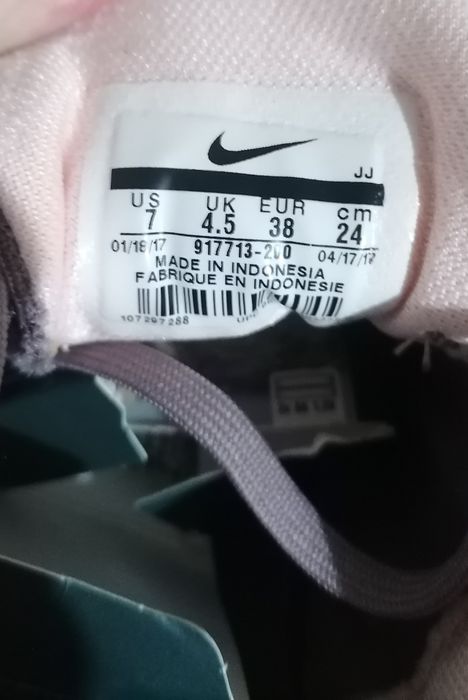 JJ
US UK EUR cm
7 4.5 38 24
01/18/17 917713-200 04/17/17
MADE IN INDONESIA
FABRIQUE EN INDONESIE
107297288